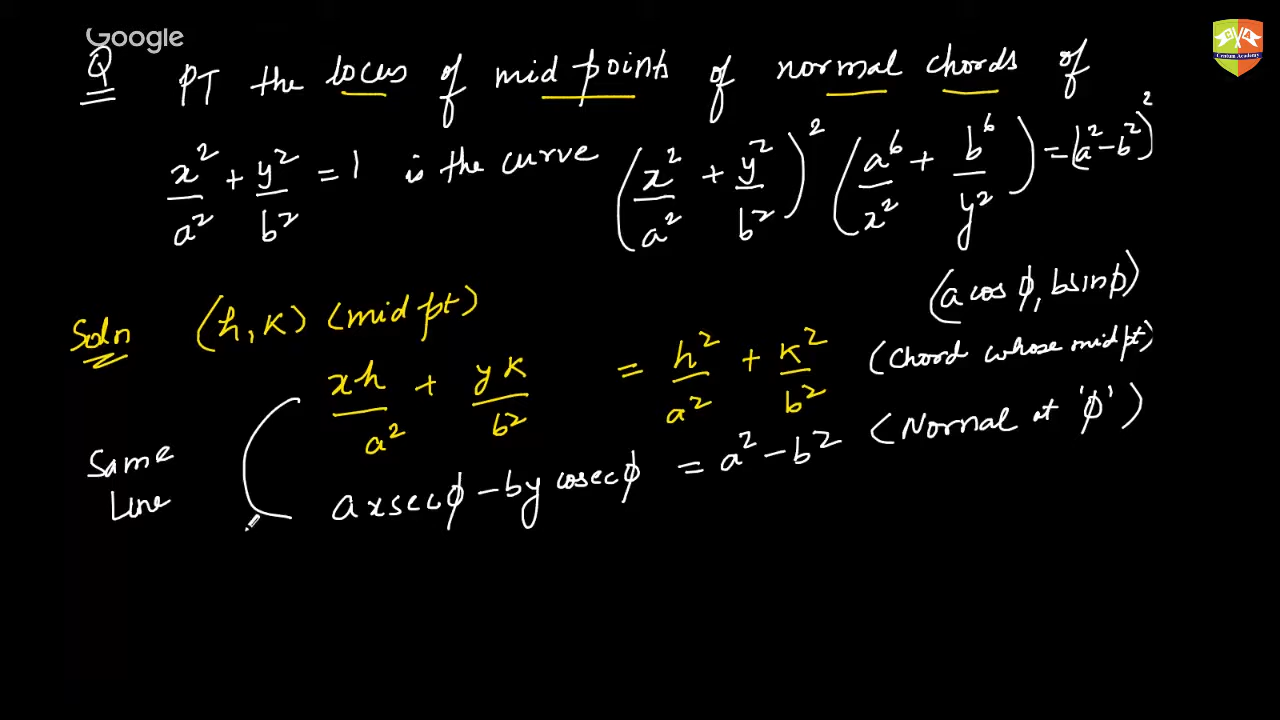 Google
Q PT the locus of mid points of normal chords of
x²/a² + y²/b² = 1 is the curve (x²/a² + y²/b²)² (a⁶/x² + b⁶/y²) = (a² - b²)²
(a cos ϕ, b sin ϕ)
Soln (h, k) (mid pt)
xh/a² + yk/b² = h²/a² + k²/b² (Chord whose mid pt)
Same Line
ax sec ϕ - by cosec ϕ = a² - b² (Normal at 'ϕ')